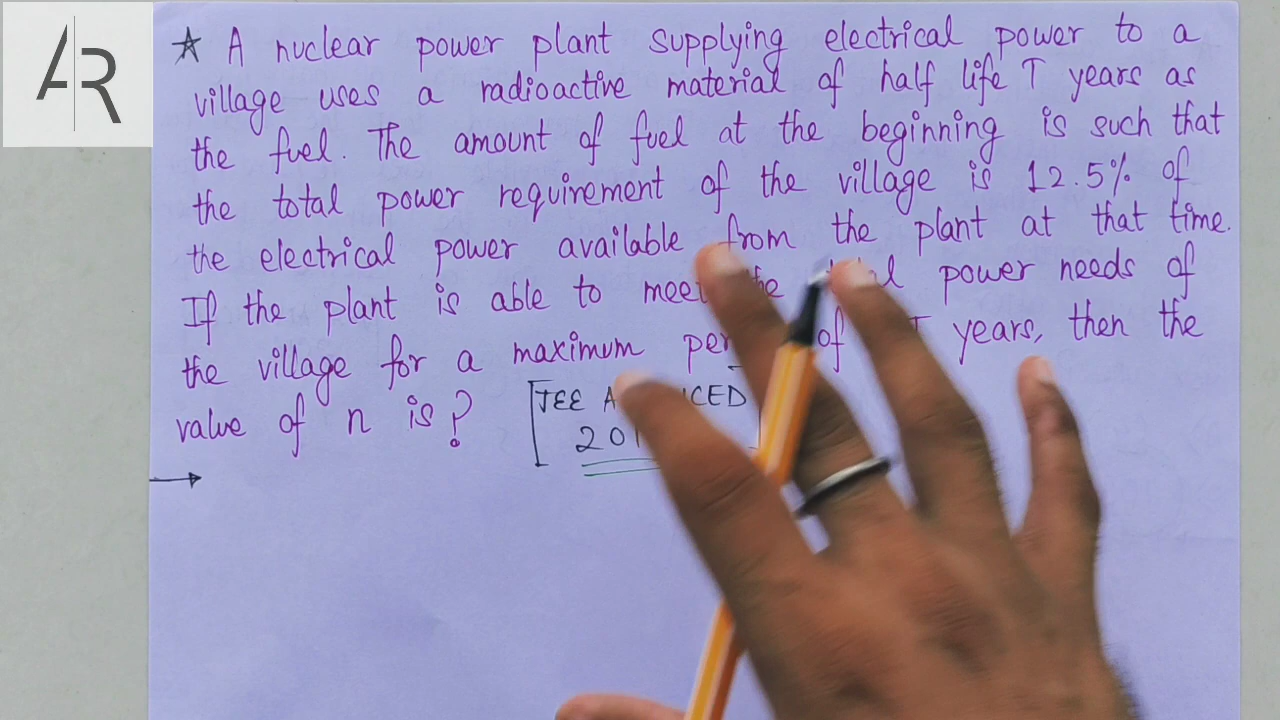 AR
☆ A nuclear power plant supplying electrical power to a
village uses a radioactive material of half life T years as
the fuel. The amount of fuel at the beginning is such that
the total power requirement of the village is 12.5% of
the electrical power available from the plant at that time.
If the plant is able to meet the power needs of
the village for a maximum of T years, then the
value of n is?
[JEE